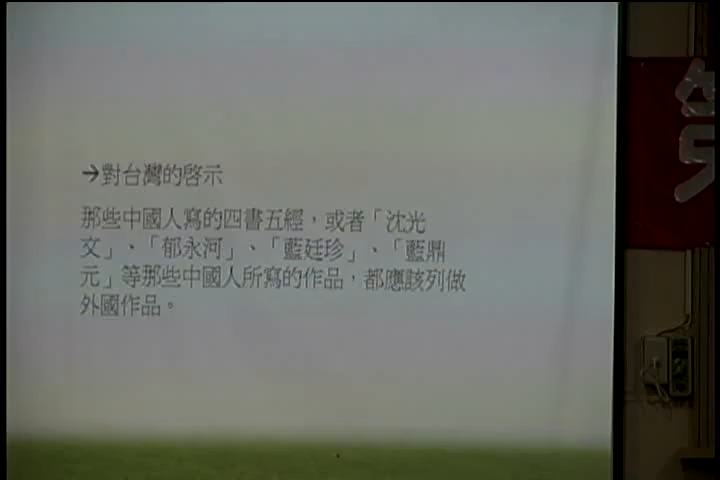 →對台灣的啓示
那些中國人寫的四書五經，或者「沈光
文」、「郁永河」、「藍廷珍」、「藍鼎
元」等那些中國人所寫的作品，都應該列做
外國作品。